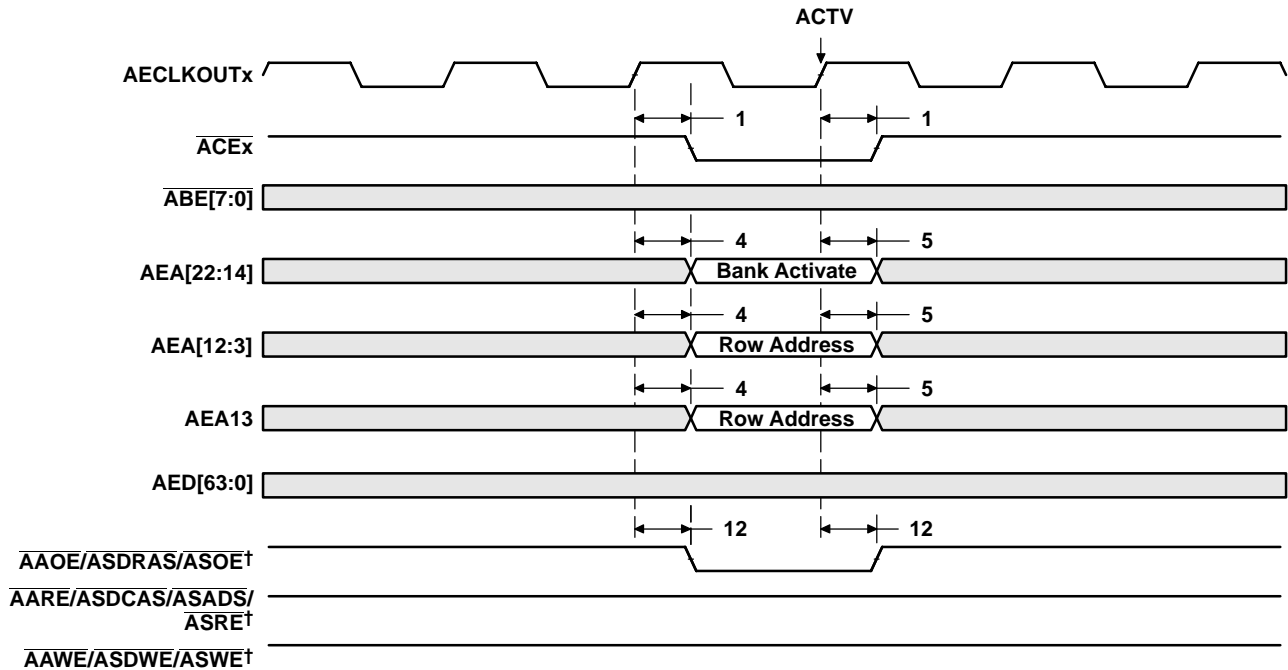 ACTV
AECLKOUTx
1 1
ACEx
ABE[7:0]
4 5
AEA[22:14] Bank Activate
4 5
AEA[12:3] Row Address
4 5
AEA13 Row Address
AED[63:0]
12 12
AAOE/ASDRAS/ASOE†
AARE/ASDCAS/ASADS/
ASRE†
AAWE/ASDWE/ASWE†